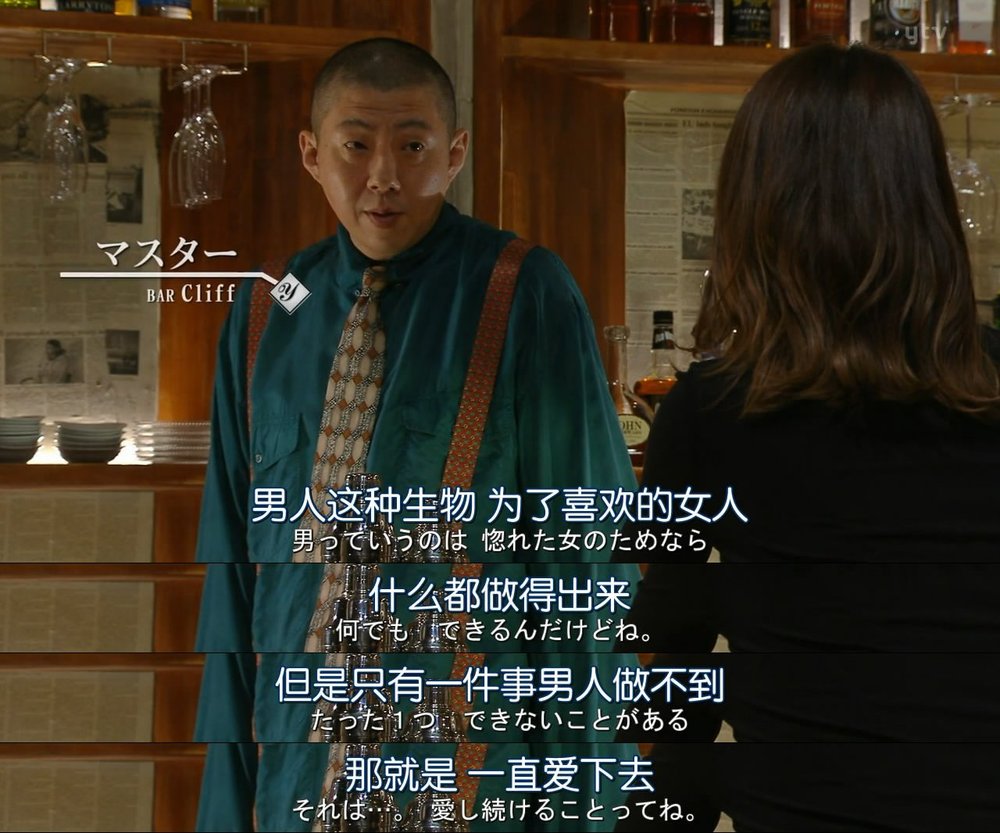 ytv
マスター
BAR Cliff
y
男人这种生物 为了喜欢的女人
男っていうのは 惚れた女のためなら
什么都做得出来
何でも できるんだけどね。
但是只有一件事男人做不到
たった１つ できないことがある
那就是 一直爱下去
それは…。 愛し続けることってね。